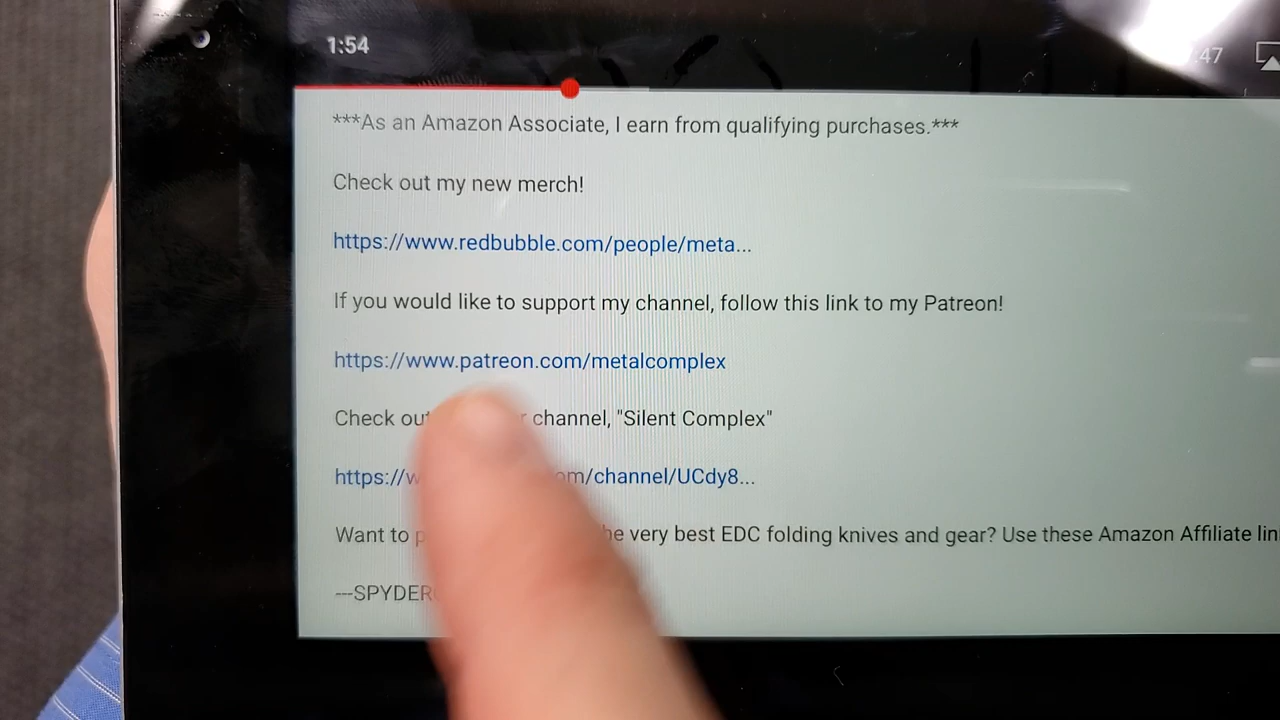 1:54
:47
***As an Amazon Associate, I earn from qualifying purchases.***
Check out my new merch!
https://www.redbubble.com/people/meta...
If you would like to support my channel, follow this link to my Patreon!
https://www.patreon.com/metalcomplex
Check out channel, "Silent Complex"
https://w om/channel/UCdy8...
Want to very best EDC folding knives and gear? Use these Amazon Affiliate lin
---SPYDER